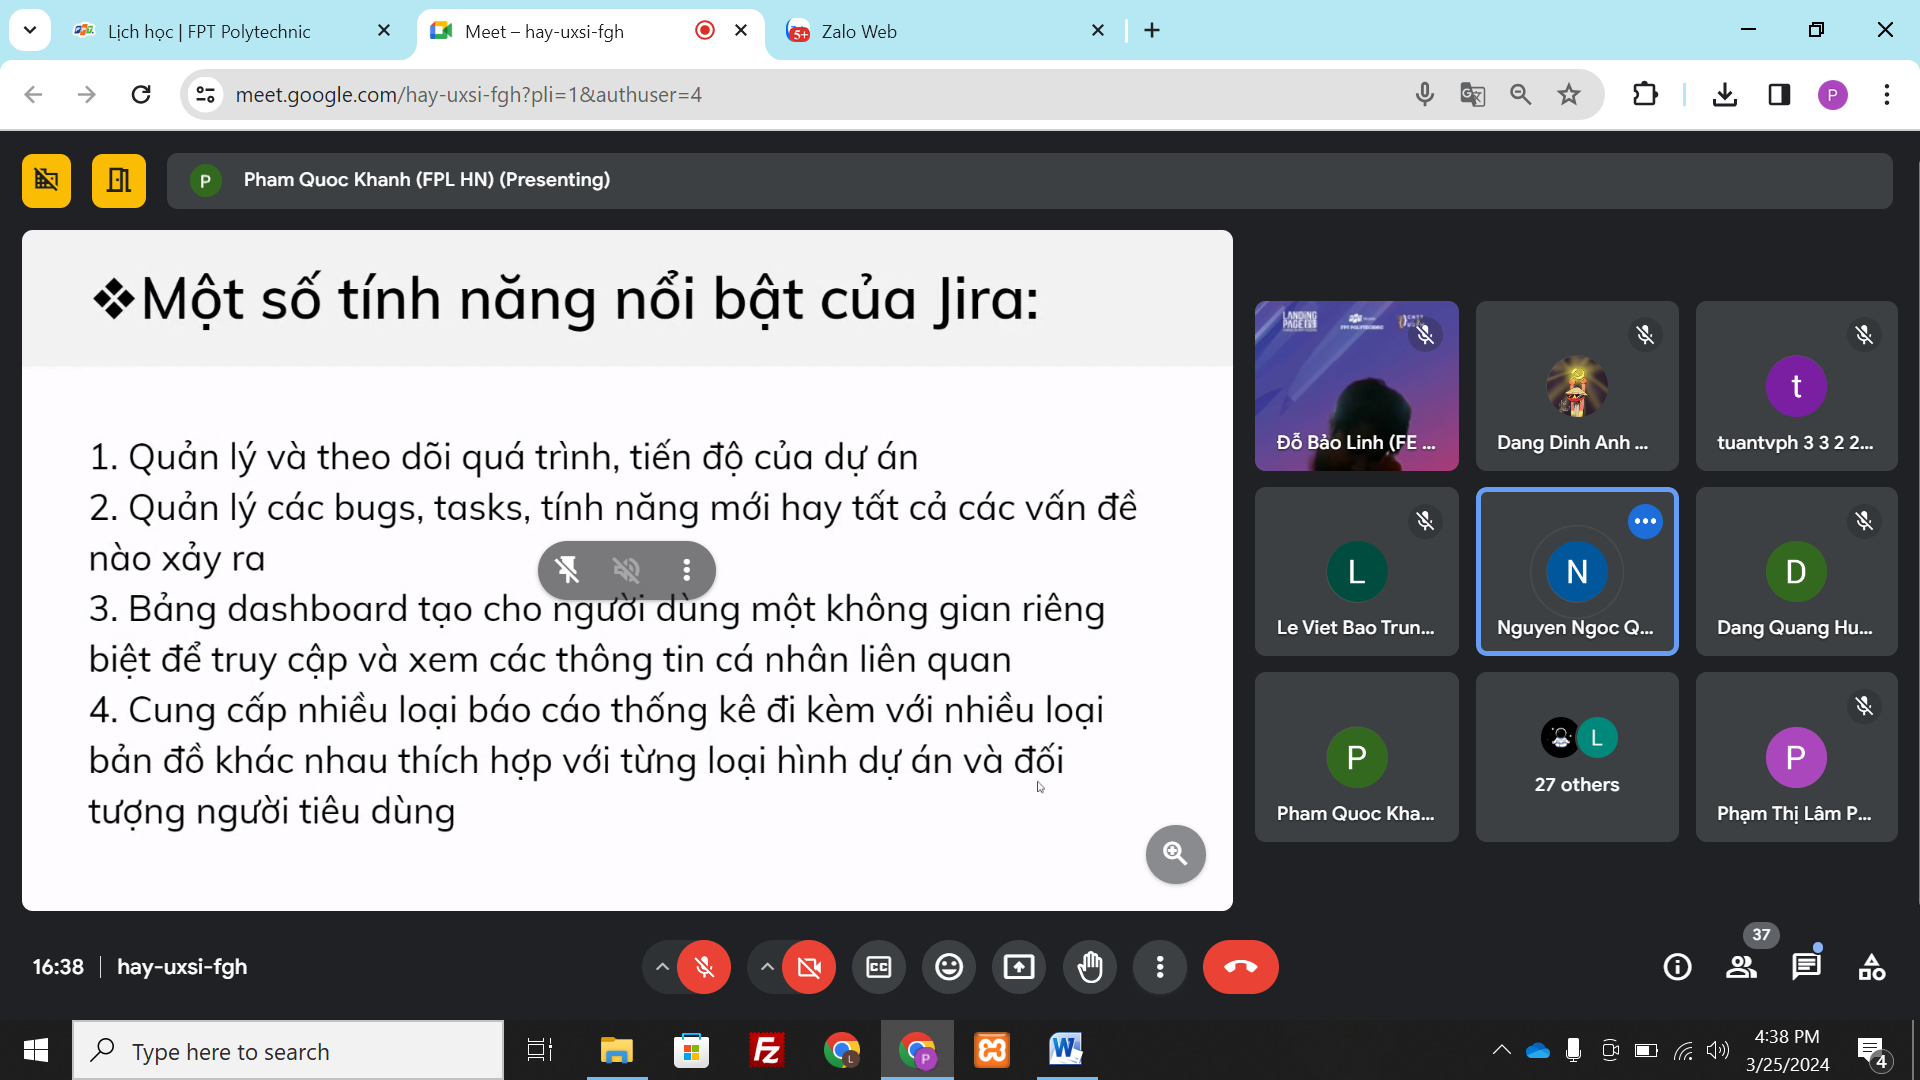 Lịch học | FPT Polytechnic
Meet – hay-uxsi-fgh
5+
Zalo Web
meet.google.com/hay-uxsi-fgh?pli=1&authuser=4
P
P
Pham Quoc Khanh (FPL HN) (Presenting)
❖Một số tính năng nổi bật của Jira:
1. Quản lý và theo dõi quá trình, tiến độ của dự án
2. Quản lý các bugs, tasks, tính năng mới hay tất cả các vấn đề
nào xảy ra
3. Bảng dashboard tạo cho người dùng một không gian riêng
biệt để truy cập và xem các thông tin cá nhân liên quan
4. Cung cấp nhiều loại báo cáo thống kê đi kèm với nhiều loại
bản đồ khác nhau thích hợp với từng loại hình dự án và đối
tượng người tiêu dùng
LANDING
PAGE
FPT POLYTECHNIC
Đỗ Bảo Linh (FE ...
Dang Dinh Anh ...
t
tuantvph 3 3 2 2...
L
Le Viet Bao Trun...
N
Nguyen Ngoc Q...
D
Dang Quang Hu...
P
Pham Quoc Kha...
L
27 others
P
Phạm Thị Lâm P...
16:38
hay-uxsi-fgh
CC
37
Type here to search
Fz
L
P
W
4:38 PM
3/25/2024
4